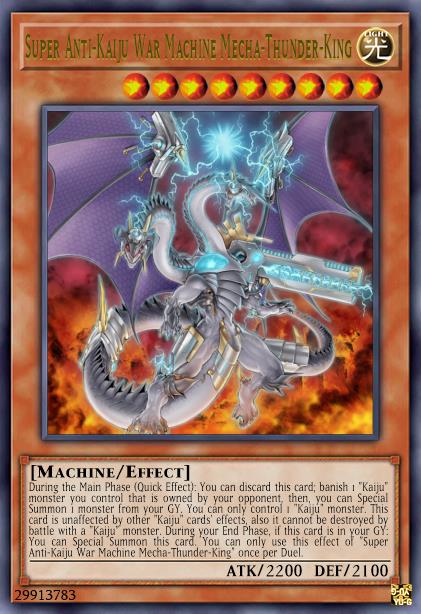 Super Anti-Kaiju War Machine Mecha-Thunder-King
LIGHT
光
[Machine/Effect]
During the Main Phase (Quick Effect): You can discard this card; banish 1 "Kaiju"
monster you control that is owned by your opponent, then, you can Special
Summon 1 monster from your GY. You can only control 1 "Kaiju" monster. This
card is unaffected by other "Kaiju" cards' effects, also it cannot be destroyed by
battle with a "Kaiju" monster. During your End Phase, if this card is in your GY:
You can Special Summon this card. You can only use this effect of "Super
Anti-Kaiju War Machine Mecha-Thunder-King" once per Duel.
ATK/2200 DEF/2100
29913783